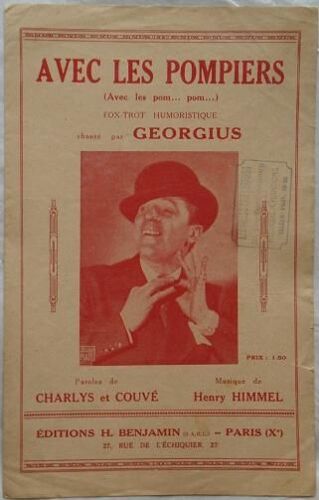 AVEC LES POMPIERS
(Avec les pom... pom...)
FOX-TROT HUMORISTIQUE
chanté par GEORGIUS
PRIX : 1.50
Paroles de
CHARLYS et COUVÉ
Musique de
Henry HIMMEL
ÉDITIONS H. BENJAMIN (S.A.R.L.) — PARIS (Xe)
27, RUE DE L'ÉCHIQUIER, 27